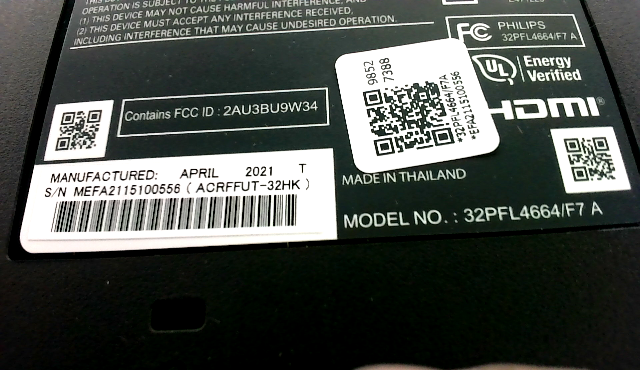 OPERATION IS SUBJECT TO THE
(1) THIS DEVICE MAY NOT CAUSE HARMFUL INTERFERENCE, AND
(2) THIS DEVICE MUST ACCEPT ANY INTERFERENCE RECEIVED,
INCLUDING INTERFERENCE THAT MAY CAUSE UNDESIRED OPERATION.
FC PHILIPS
32PFL4664/F7 A
UL Energy
Verified
HDMI®
9852
7388
*32PFL4664/F7A
*EFA2115100556
Contains FCC ID : 2AU3BU9W34
MANUFACTURED: APRIL 2021 T
S/N MEFA2115100556 ( ACRFFUT-32HK )
MADE IN THAILAND
MODEL NO. : 32PFL4664/F7 A